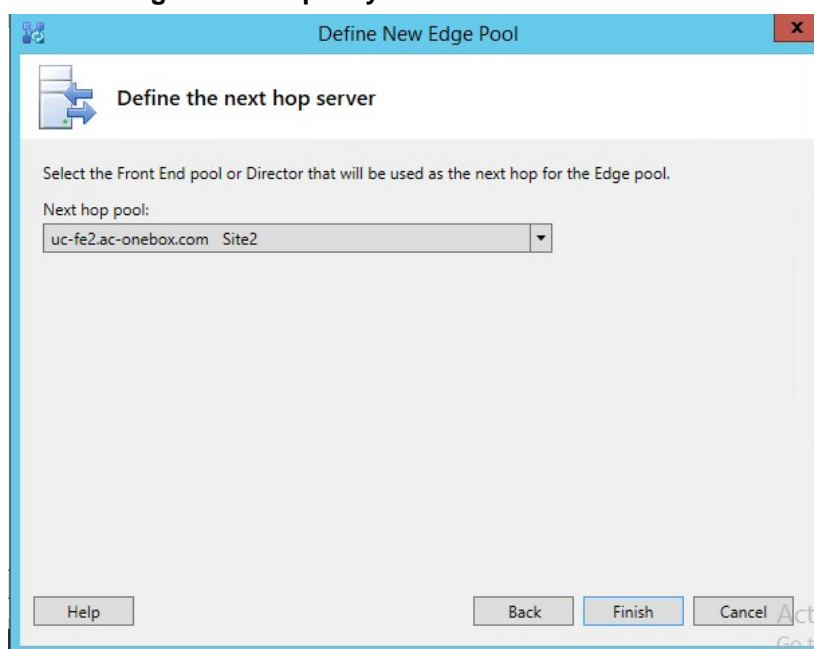 Define New Edge Pool
x
Define the next hop server
Select the Front End pool or Director that will be used as the next hop for the Edge pool.
Next hop pool:
uc-fe2.ac-onebox.com Site2
Help Back Finish Cancel Act